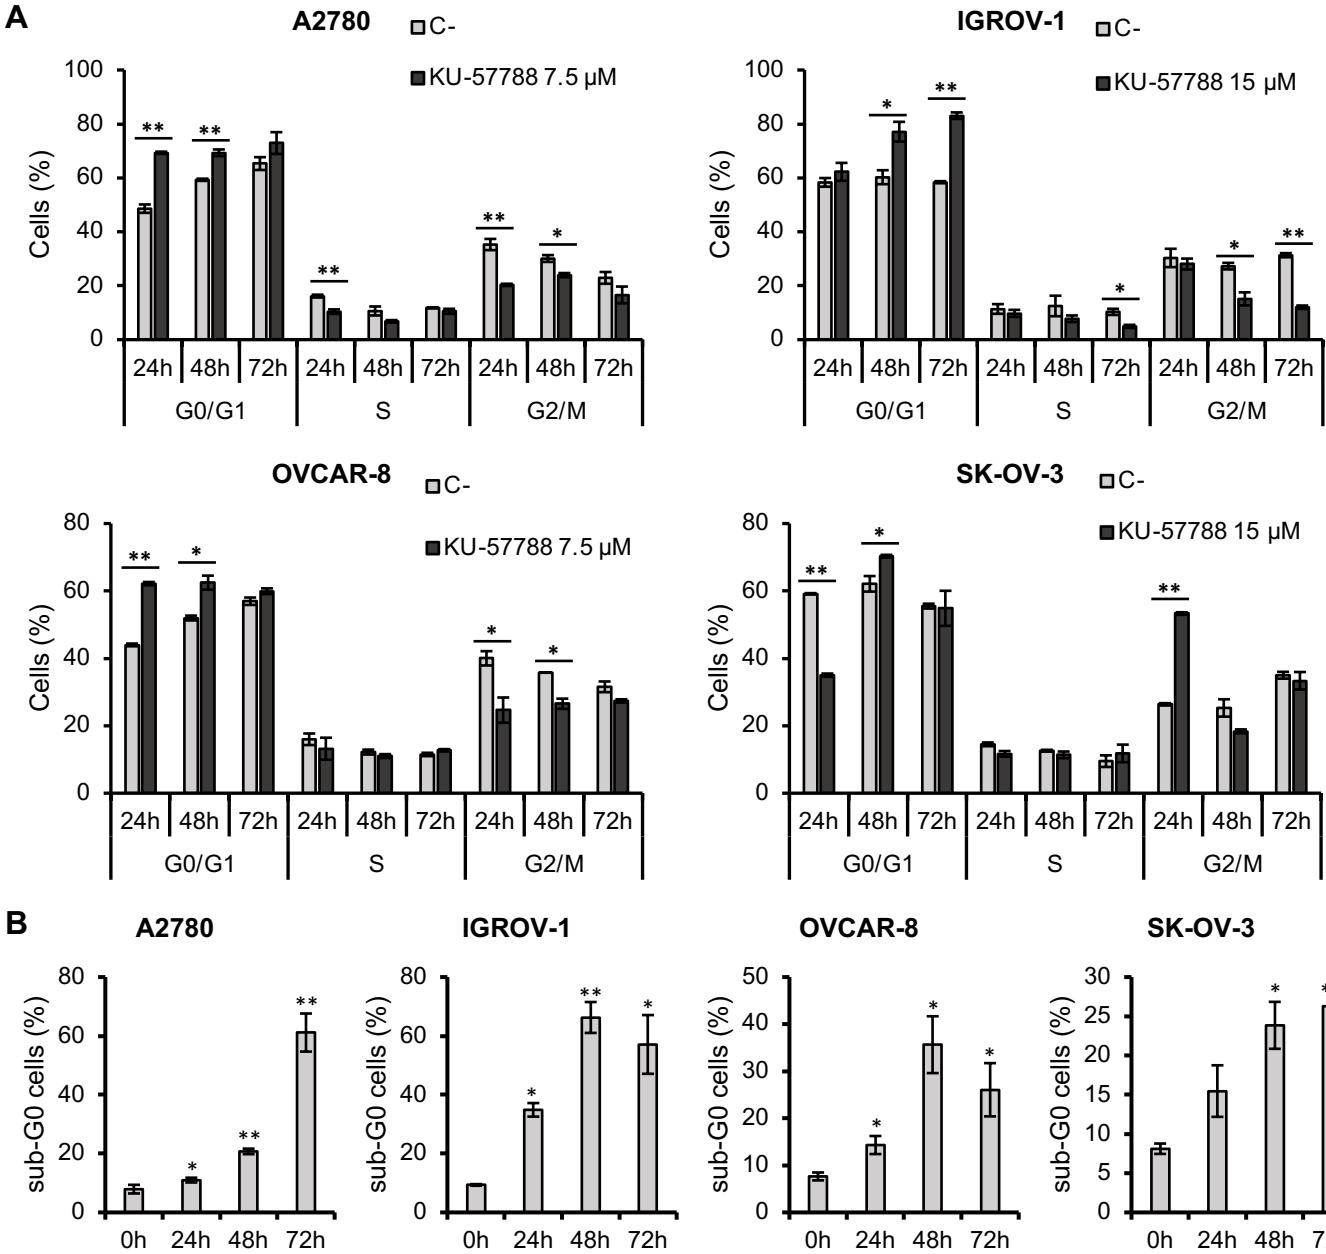 A
A2780
C-
KU-57788 7.5 µM
Cells (%)
100
80
60
40
20
0
** ** ** ** *
24h 48h 72h 24h 48h 72h 24h 48h 72h
G0/G1 S G2/M
IGROV-1
C-
KU-57788 15 µM
Cells (%)
100
80
60
40
20
0
* ** * * **
24h 48h 72h 24h 48h 72h 24h 48h 72h
G0/G1 S G2/M
OVCAR-8
C-
KU-57788 7.5 µM
Cells (%)
80
60
40
20
0
** * * *
24h 48h 72h 24h 48h 72h 24h 48h 72h
G0/G1 S G2/M
SK-OV-3
C-
KU-57788 15 µM
Cells (%)
80
60
40
20
0
** * **
24h 48h 72h 24h 48h 72h 24h 48h 72h
G0/G1 S G2/M
B
A2780
sub-G0 cells (%)
80
60
40
20
0
* ** **
0h 24h 48h 72h
IGROV-1
sub-G0 cells (%)
80
60
40
20
0
* ** *
0h 24h 48h 72h
OVCAR-8
sub-G0 cells (%)
50
40
30
20
10
0
* * *
0h 24h 48h 72h
SK-OV-3
sub-G0 cells (%)
30
25
20
15
10
5
0
*
0h 24h 48h